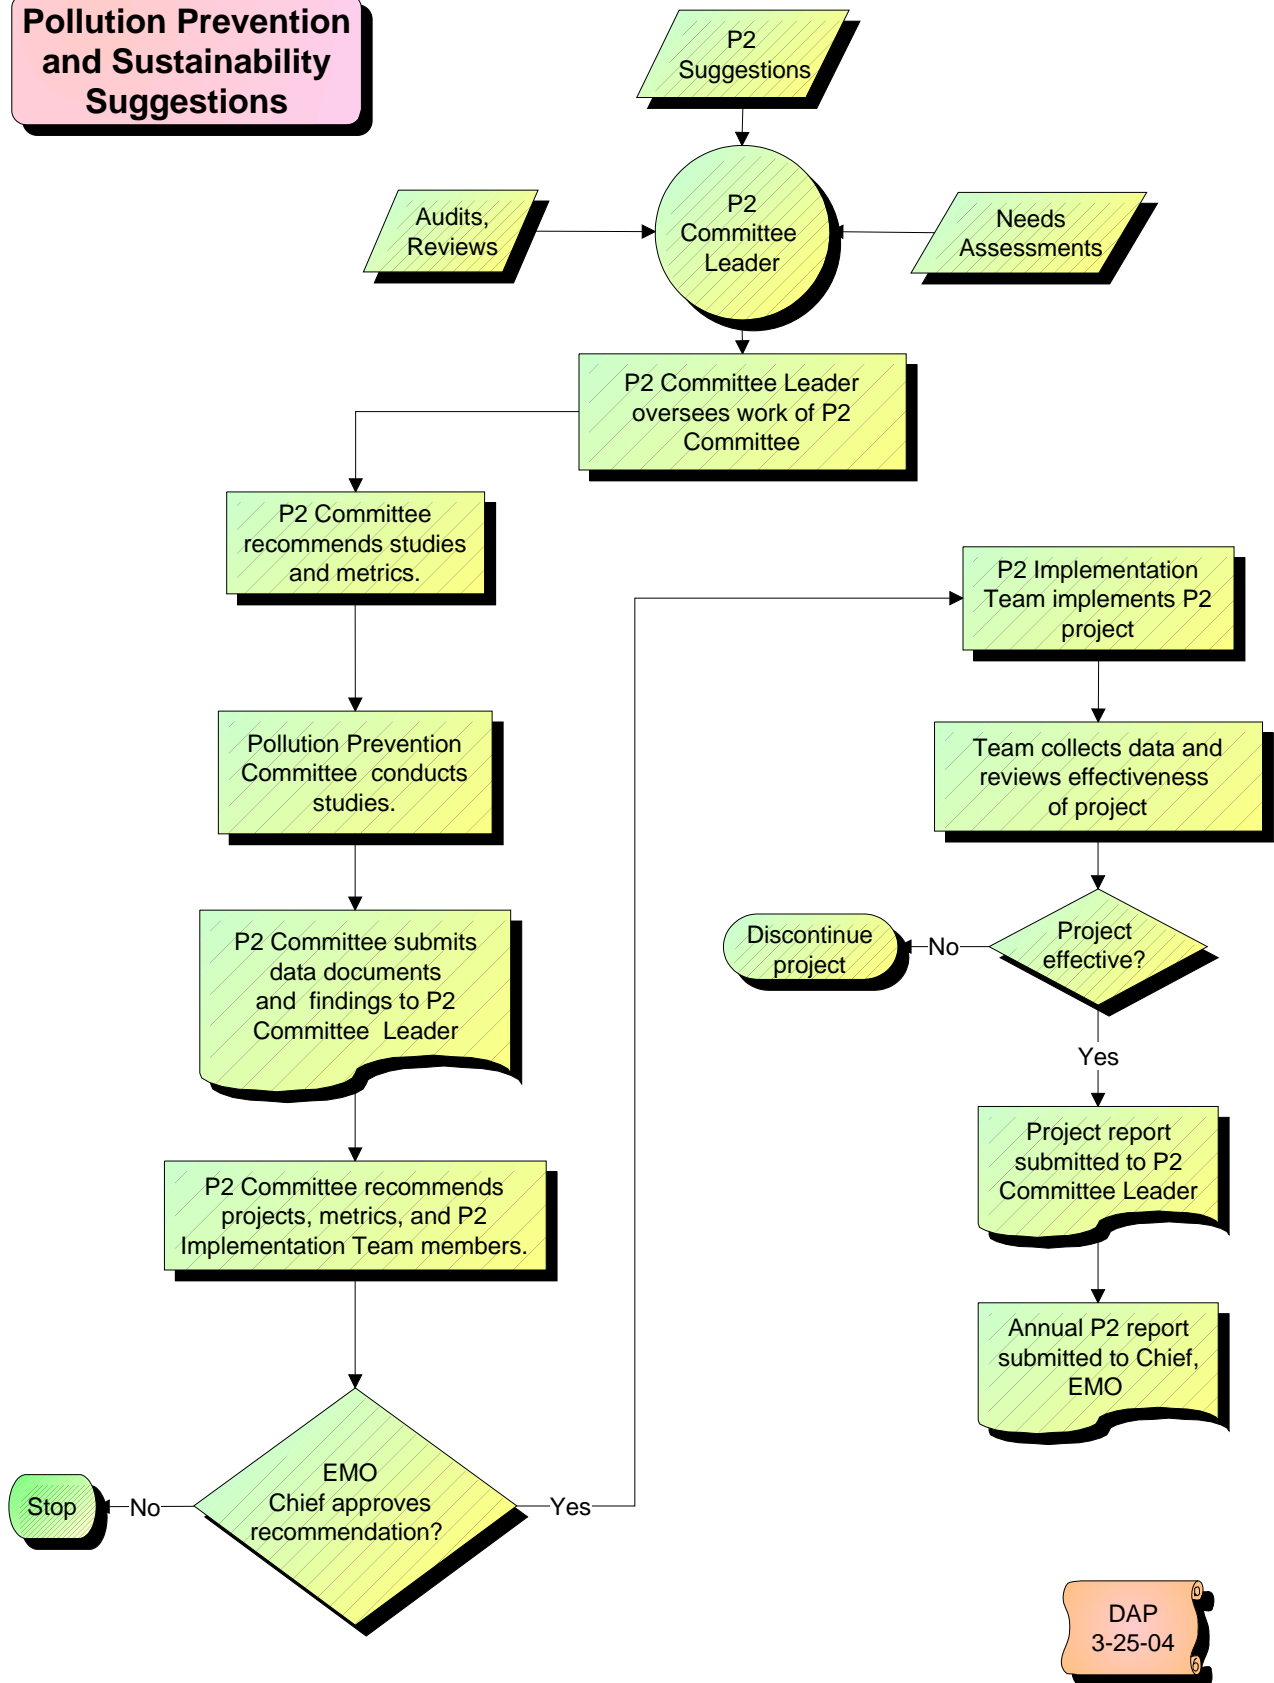 Pollution Prevention
and Sustainability
Suggestions
P2
Suggestions
Audits,
Reviews
P2
Committee
Leader
Needs
Assessments
P2 Committee Leader
oversees work of P2
Committee
P2 Committee
recommends studies
and metrics.
Pollution Prevention
Committee conducts
studies.
P2 Committee submits
data documents
and findings to P2
Committee Leader
P2 Committee recommends
projects, metrics, and P2
Implementation Team members.
EMO
Chief approves
recommendation?
No
Stop
Yes
P2 Implementation
Team implements P2
project
Team collects data and
reviews effectiveness
of project
Project
effective?
No
Discontinue
project
Yes
Project report
submitted to P2
Committee Leader
Annual P2 report
submitted to Chief,
EMO
DAP
3-25-04